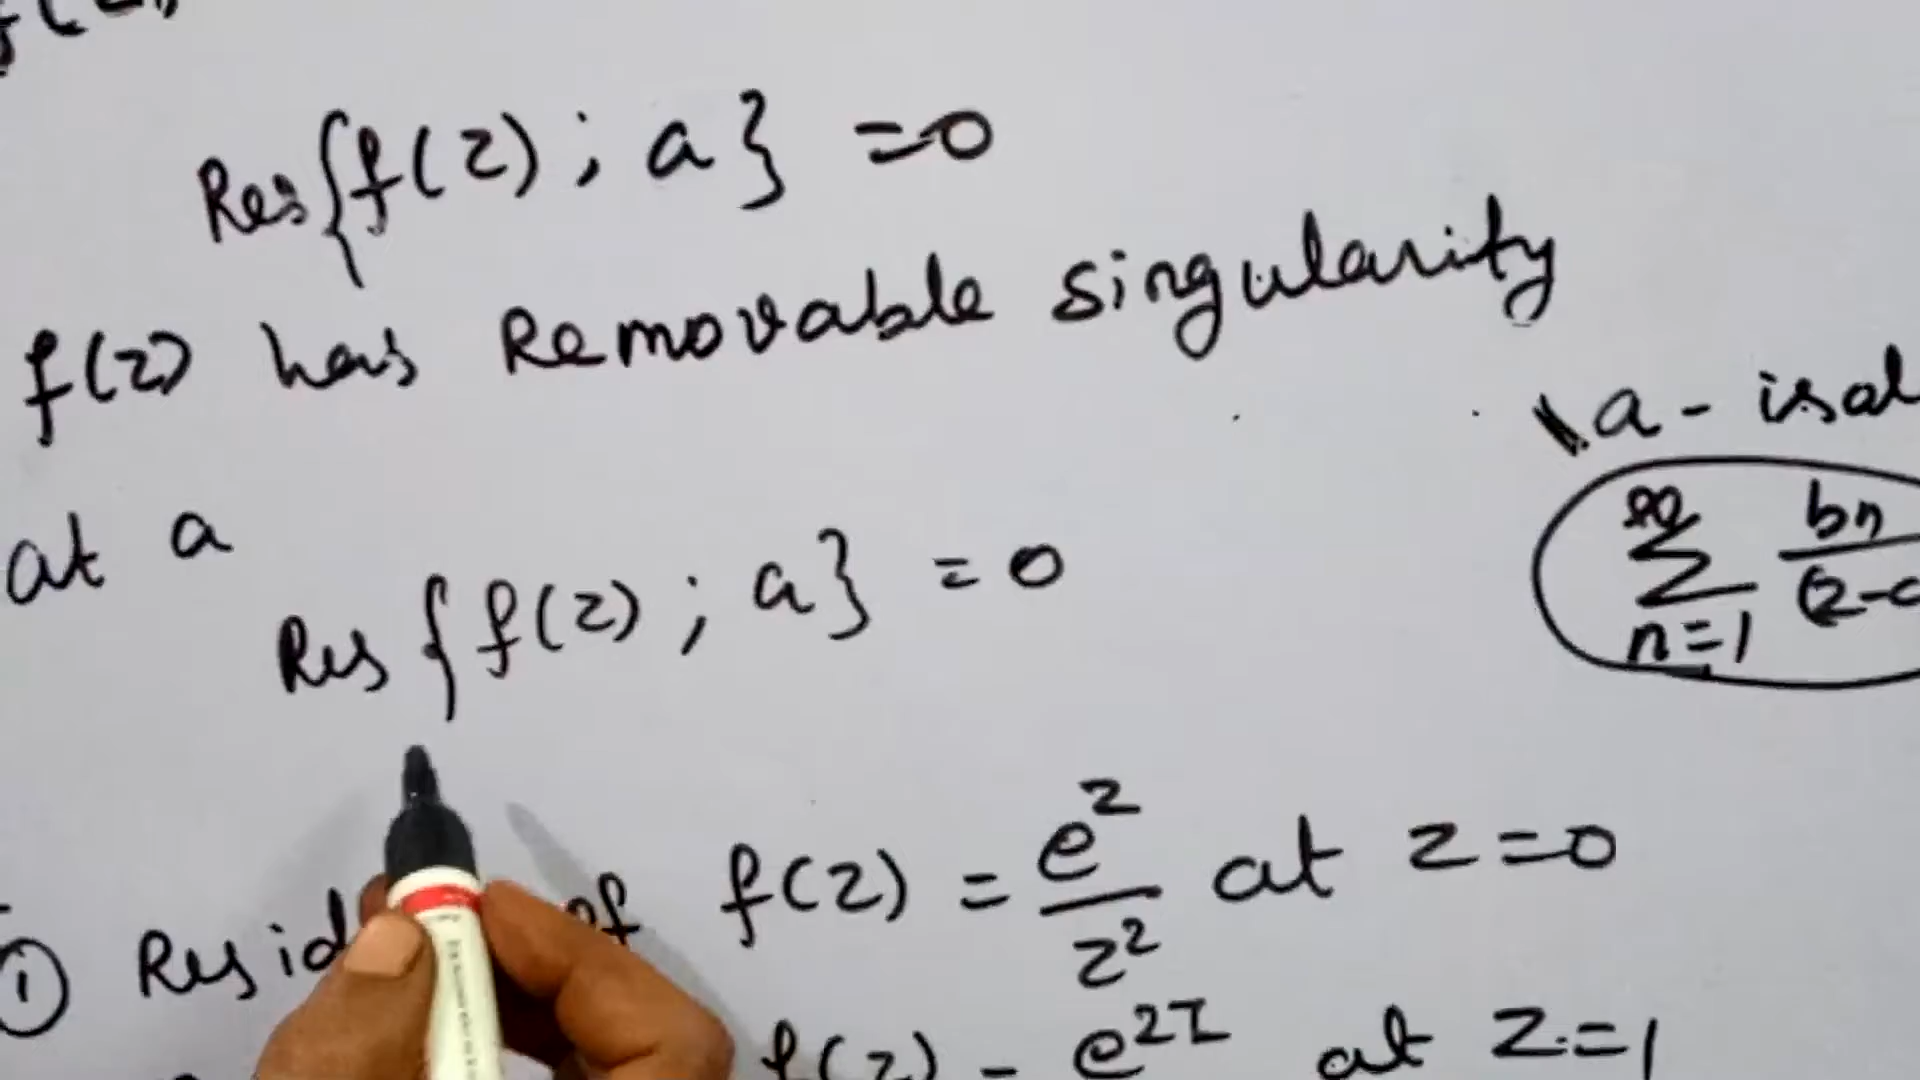 Res{f(z); a} =0
f(z) has Removable singularity
at a
Res {f(z); a} = 0
\a - isol
∞ Σ n=1 bn/(z-a
① Resid of f(z) = e^z/z^2 at z=0
f(z) = e^2z at z=1